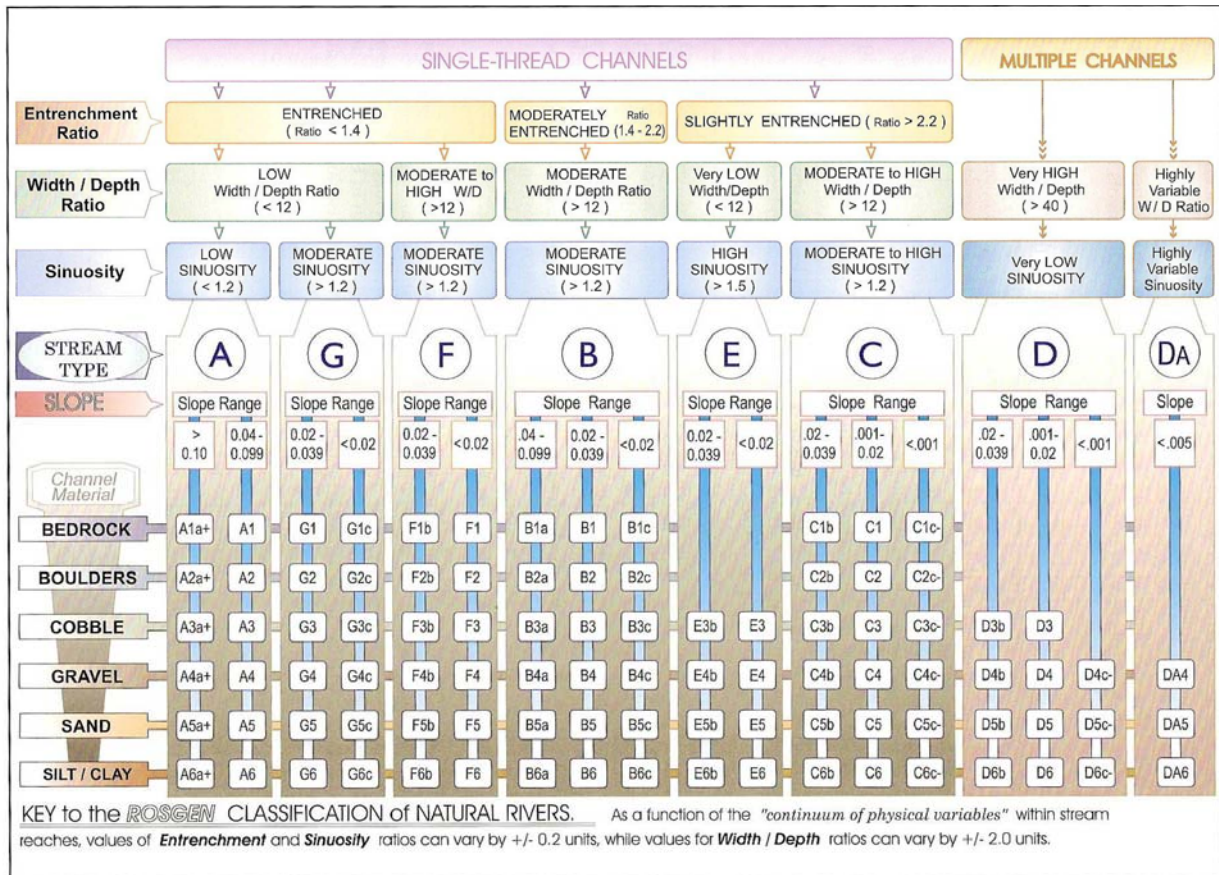 SINGLE-THREAD CHANNELS MULTIPLE CHANNELS
Entrenchment Ratio
ENTRENCHED
( Ratio < 1.4 )
MODERATELY Ratio
ENTRENCHED (1.4 - 2.2)
SLIGHTLY ENTRENCHED ( Ratio > 2.2 )
Width / Depth
Ratio
LOW
Width / Depth Ratio
( < 12 )
MODERATE to
HIGH W/D
( >12 )
MODERATE
Width / Depth Ratio
( > 12 )
Very LOW
Width/Depth
( < 12 )
MODERATE to HIGH
Width / Depth
( > 12 )
Very HIGH
Width / Depth
( > 40 )
Highly
Variable
W / D Ratio
Sinuosity
LOW
SINUOSITY
( < 1.2 )
MODERATE
SINUOSITY
( > 1.2 )
MODERATE
SINUOSITY
( > 1.2 )
MODERATE
SINUOSITY
( > 1.2 )
HIGH
SINUOSITY
( > 1.5 )
MODERATE to HIGH
SINUOSITY
( > 1.2 )
Very LOW
SINUOSITY
Highly
Variable
Sinuosity
STREAM
TYPE
A G F B E C D DA
SLOPE
Slope Range Slope Range Slope Range Slope Range Slope Range Slope Range Slope Range Slope
> 0.10 0.04 - 0.099 0.02 - 0.039 <0.02 0.02 - 0.039 <0.02 .04 - 0.099 0.02 - 0.039 <0.02 0.02 - 0.039 <0.02 .02 - 0.039 .001- 0.02 <.001 .02 - 0.039 .001- 0.02 <.001 <.005
Channel
Material
BEDROCK A1a+ A1 G1 G1c F1b F1 B1a B1 B1c C1b C1 C1c-
BOULDERS A2a+ A2 G2 G2c F2b F2 B2a B2 B2c C2b C2 C2c-
COBBLE A3a+ A3 G3 G3c F3b F3 B3a B3 B3c E3b E3 C3b C3 C3c- D3b D3
GRAVEL A4a+ A4 G4 G4c F4b F4 B4a B4 B4c E4b E4 C4b C4 C4c- D4b D4 D4c- DA4
SAND A5a+ A5 G5 G5c F5b F5 B5a B5 B5c E5b E5 C5b C5 C5c- D5b D5 D5c- DA5
SILT / CLAY A6a+ A6 G6 G6c F6b F6 B6a B6 B6c E6b E6 C6b C6 C6c- D6b D6 D6c- DA6
KEY to the ROSGEN CLASSIFICATION of NATURAL RIVERS. As a function of the "continuum of physical variables" within stream
reaches, values of Entrenchment and Sinuosity ratios can vary by +/- 0.2 units, while values for Width / Depth ratios can vary by +/- 2.0 units.